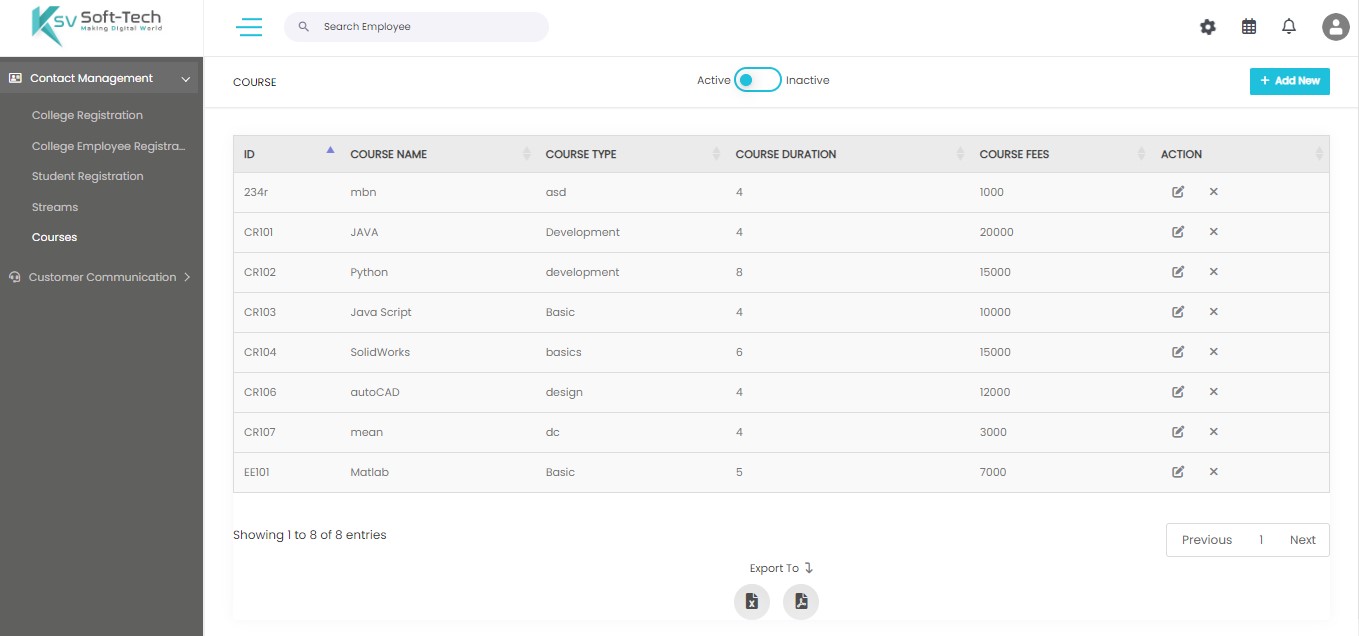 Ksv Soft-Tech
Making Digital World
Search Employee
Contact Management
College Registration
College Employee Registra...
Student Registration
Streams
Courses
Customer Communication
COURSE
Active Inactive
+ Add New
ID COURSE NAME COURSE TYPE COURSE DURATION COURSE FEES ACTION
234r mbn asd 4 1000
CR101 JAVA Development 4 20000
CR102 Python development 8 15000
CR103 Java Script Basic 4 10000
CR104 SolidWorks basics 6 15000
CR106 autoCAD design 4 12000
CR107 mean dc 4 3000
EE101 Matlab Basic 5 7000
Showing 1 to 8 of 8 entries
Previous 1 Next
Export To